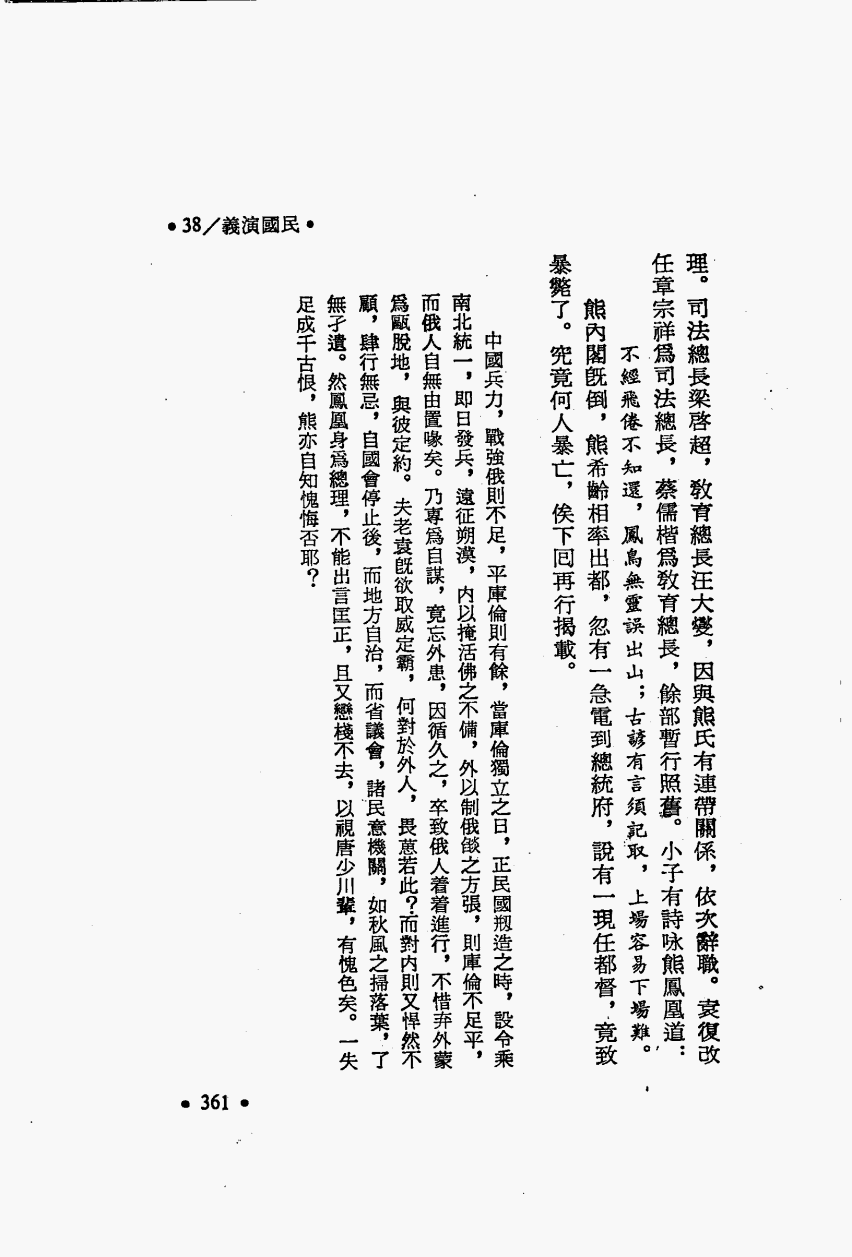 •38／義演國民•
理。司法總長梁啓超，敎育總長汪大燮，因與熊氏有連帶關係，依次辭職。袁復改
任章宗祥爲司法總長，蔡儒楷爲敎育總長，餘部暫行照舊。小子有詩咏熊鳳凰道：
不經飛倦不知還，鳳鳥無靈誤出山；古諺有言須記取，上場容易下場難。
熊內閣旣倒，熊希齡相率出都，忽有一急電到總統府，說有一現任都督，竟致
暴斃了。究竟何人暴亡，俟下回再行揭載。
中國兵力，戰強俄則不足，平庫倫則有餘，當庫倫獨立之日，正民國剏造之時，設令乘
南北統一，卽日發兵，遠征朔漠，內以掩活佛之不備，外以制俄燄之方張，則庫倫不足平，
而俄人自無由置喙矣。乃專爲自謀，竟忘外患，因循久之，卒致俄人着着進行，不惜弃外蒙
爲甌脫地，與彼定約。夫老袁旣欲取威定霸，何對於外人，畏葸若此？而對內則又悍然不
顧，肆行無忌，自國會停止後，而地方自治，而省議會，諸民意機關，如秋風之掃落葉，了
無孑遺。然鳳凰身爲總理，不能出言匡正，且又戀棧不去，以視唐少川輩，有愧色矣。一失
足成千古恨，熊亦自知愧悔否耶？
•361•